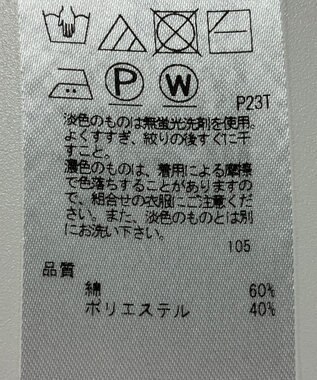 P W
P23T
淡色のものは無蛍光洗剤を使用。
よくすすぎ、絞りの後すぐに干
すこと。
濃色のものは、着用による摩擦
で色落ちすることがありますの
で、組合せの衣服にご注意くだ
さい。また、淡色のものとは別
にお洗い下さい。
105
品質
綿 60%
ポリエステル 40%